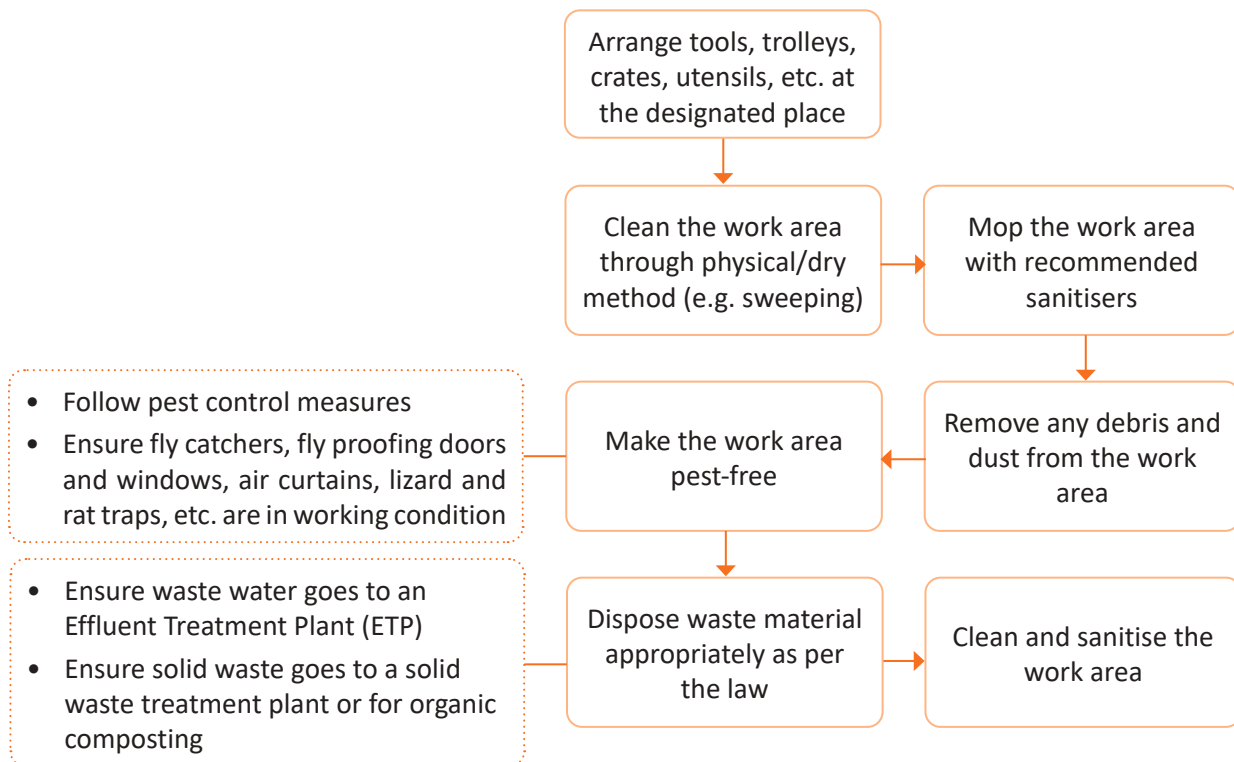 Arrange tools, trolleys,
crates, utensils, etc. at
the designated place
Clean the work area
through physical/dry
method (e.g. sweeping)
Mop the work area
with recommended
sanitisers
Remove any debris and
dust from the work
area
Make the work area
pest-free
• Follow pest control measures
• Ensure fly catchers, fly proofing doors
and windows, air curtains, lizard and
rat traps, etc. are in working condition
Dispose waste material
appropriately as per
the law
• Ensure waste water goes to an
Effluent Treatment Plant (ETP)
• Ensure solid waste goes to a solid
waste treatment plant or for organic
composting
Clean and sanitise the
work area